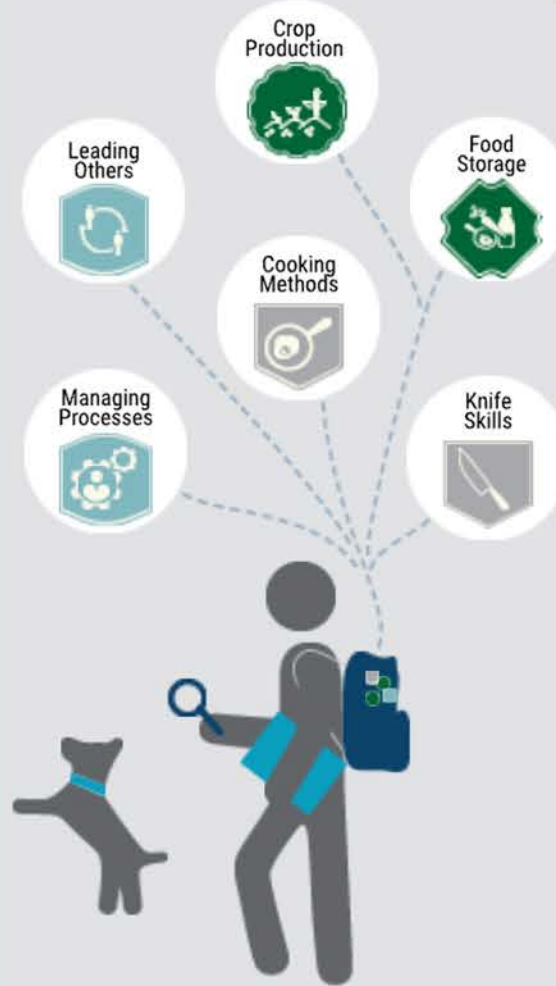 Crop
Production
Leading
Others
Food
Storage
Cooking
Methods
Managing
Processes
Knife
Skills